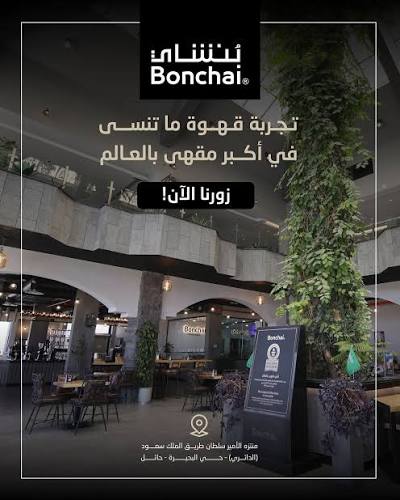 بُنشاي
Bonchai®
تجربة قهوة ما تنسى
في أكبر مقهى بالعالم
زورنا الآن!
Bonchai
Bonchai.
منتزه الأمير سلطان طريق الملك سعود
(الدائري) - حي البحيرة - حائل